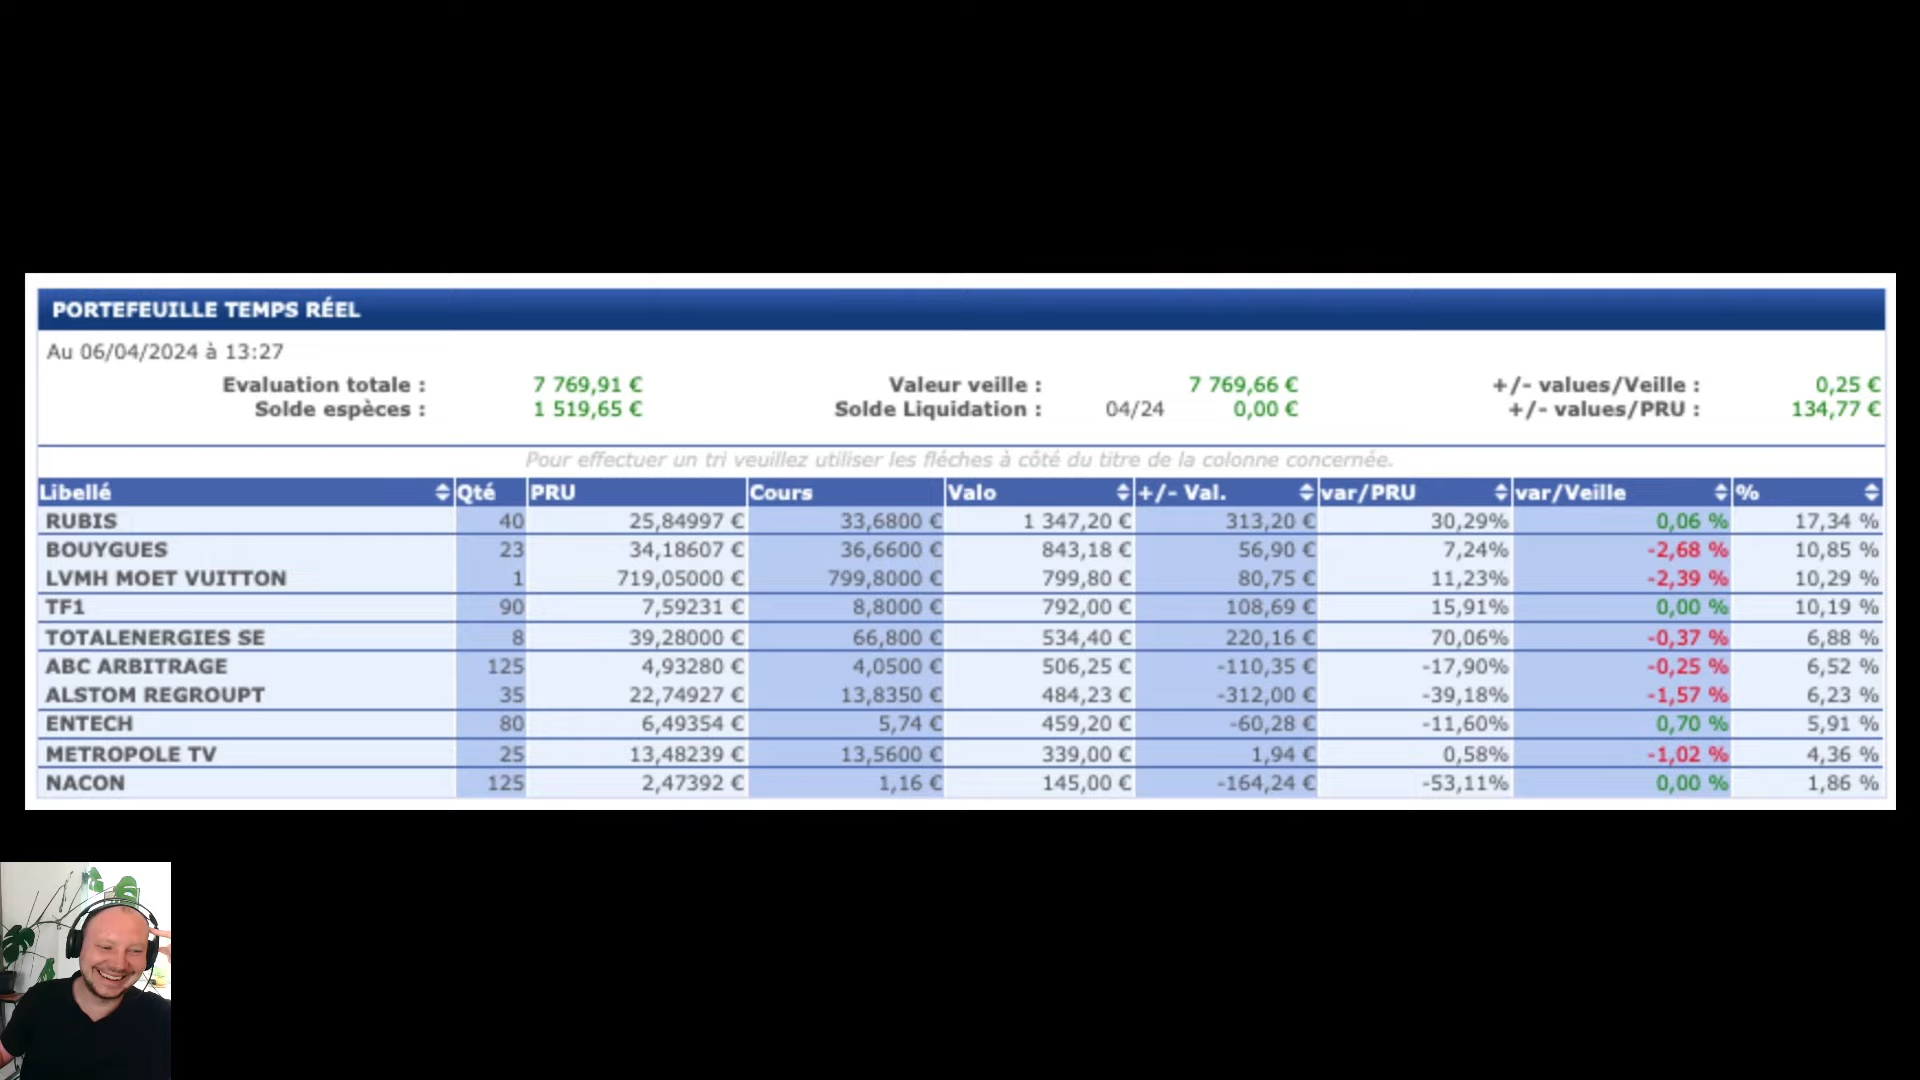 PORTEFEUILLE TEMPS RÉEL
Au 06/04/2024 à 13:27
Evaluation totale : 7 769,91 € Valeur veille : 7 769,66 € +/- values/Veille : 0,25 €
Solde espèces : 1 519,65 € Solde Liquidation : 04/24 0,00 € +/- values/PRU : 134,77 €
Pour effectuer un tri veuillez utiliser les fléches à côté du titre de la colonne concernée.
Libellé Qté PRU Cours Valo +/- Val. var/PRU var/Veille %
RUBIS 40 25,84997 € 33,6800 € 1 347,20 € 313,20 € 30,29% 0,06 % 17,34 %
BOUYGUES 23 34,18607 € 36,6600 € 843,18 € 56,90 € 7,24% -2,68 % 10,85 %
LVMH MOET VUITTON 1 719,05000 € 799,8000 € 799,80 € 80,75 € 11,23% -2,39 % 10,29 %
TF1 90 7,59231 € 8,8000 € 792,00 € 108,69 € 15,91% 0,00 % 10,19 %
TOTALENERGIES SE 8 39,28000 € 66,800 € 534,40 € 220,16 € 70,06% -0,37 % 6,88 %
ABC ARBITRAGE 125 4,93280 € 4,0500 € 506,25 € -110,35 € -17,90% -0,25 % 6,52 %
ALSTOM REGROUPT 35 22,74927 € 13,8350 € 484,23 € -312,00 € -39,18% -1,57 % 6,23 %
ENTECH 80 6,49354 € 5,74 € 459,20 € -60,28 € -11,60% 0,70 % 5,91 %
METROPOLE TV 25 13,48239 € 13,5600 € 339,00 € 1,94 € 0,58% -1,02 % 4,36 %
NACON 125 2,47392 € 1,16 € 145,00 € -164,24 € -53,11% 0,00 % 1,86 %